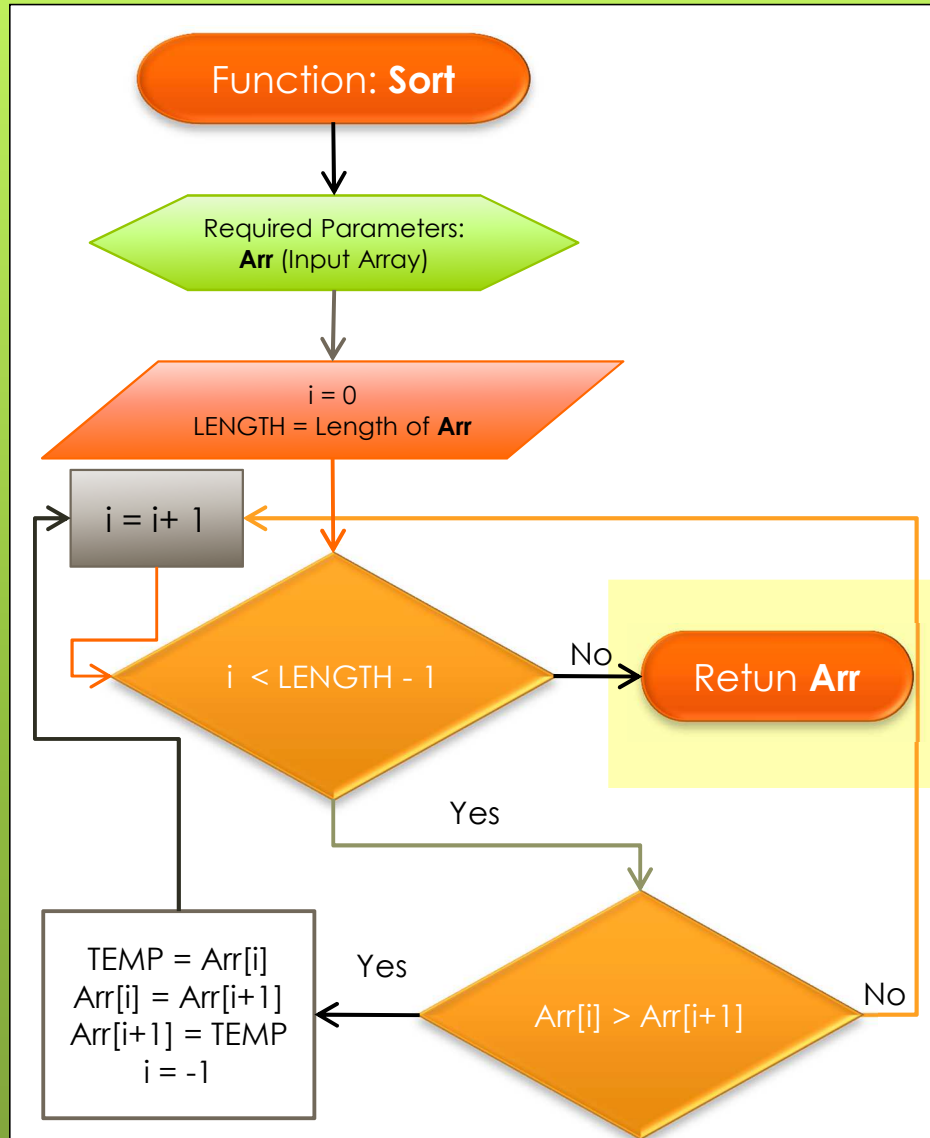 Function: Sort
Required Parameters:
Arr (Input Array)
i = 0
LENGTH = Length of Arr
i = i+ 1
i < LENGTH - 1
No
Retun Arr
Yes
TEMP = Arr[i]
Arr[i] = Arr[i+1]
Arr[i+1] = TEMP
i = -1
Yes
Arr[i] > Arr[i+1]
No